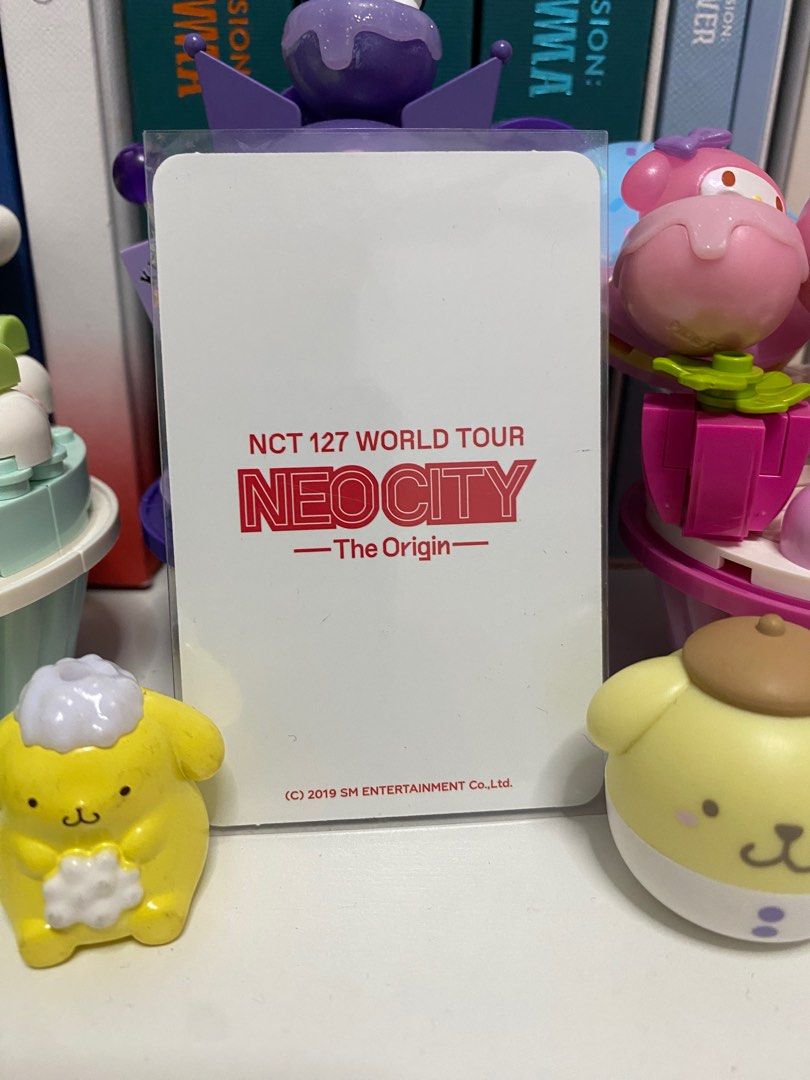 NCT 127 WORLD TOUR
NEO CITY
—The Origin—
(C) 2019 SM ENTERTAINMENT Co.,Ltd.